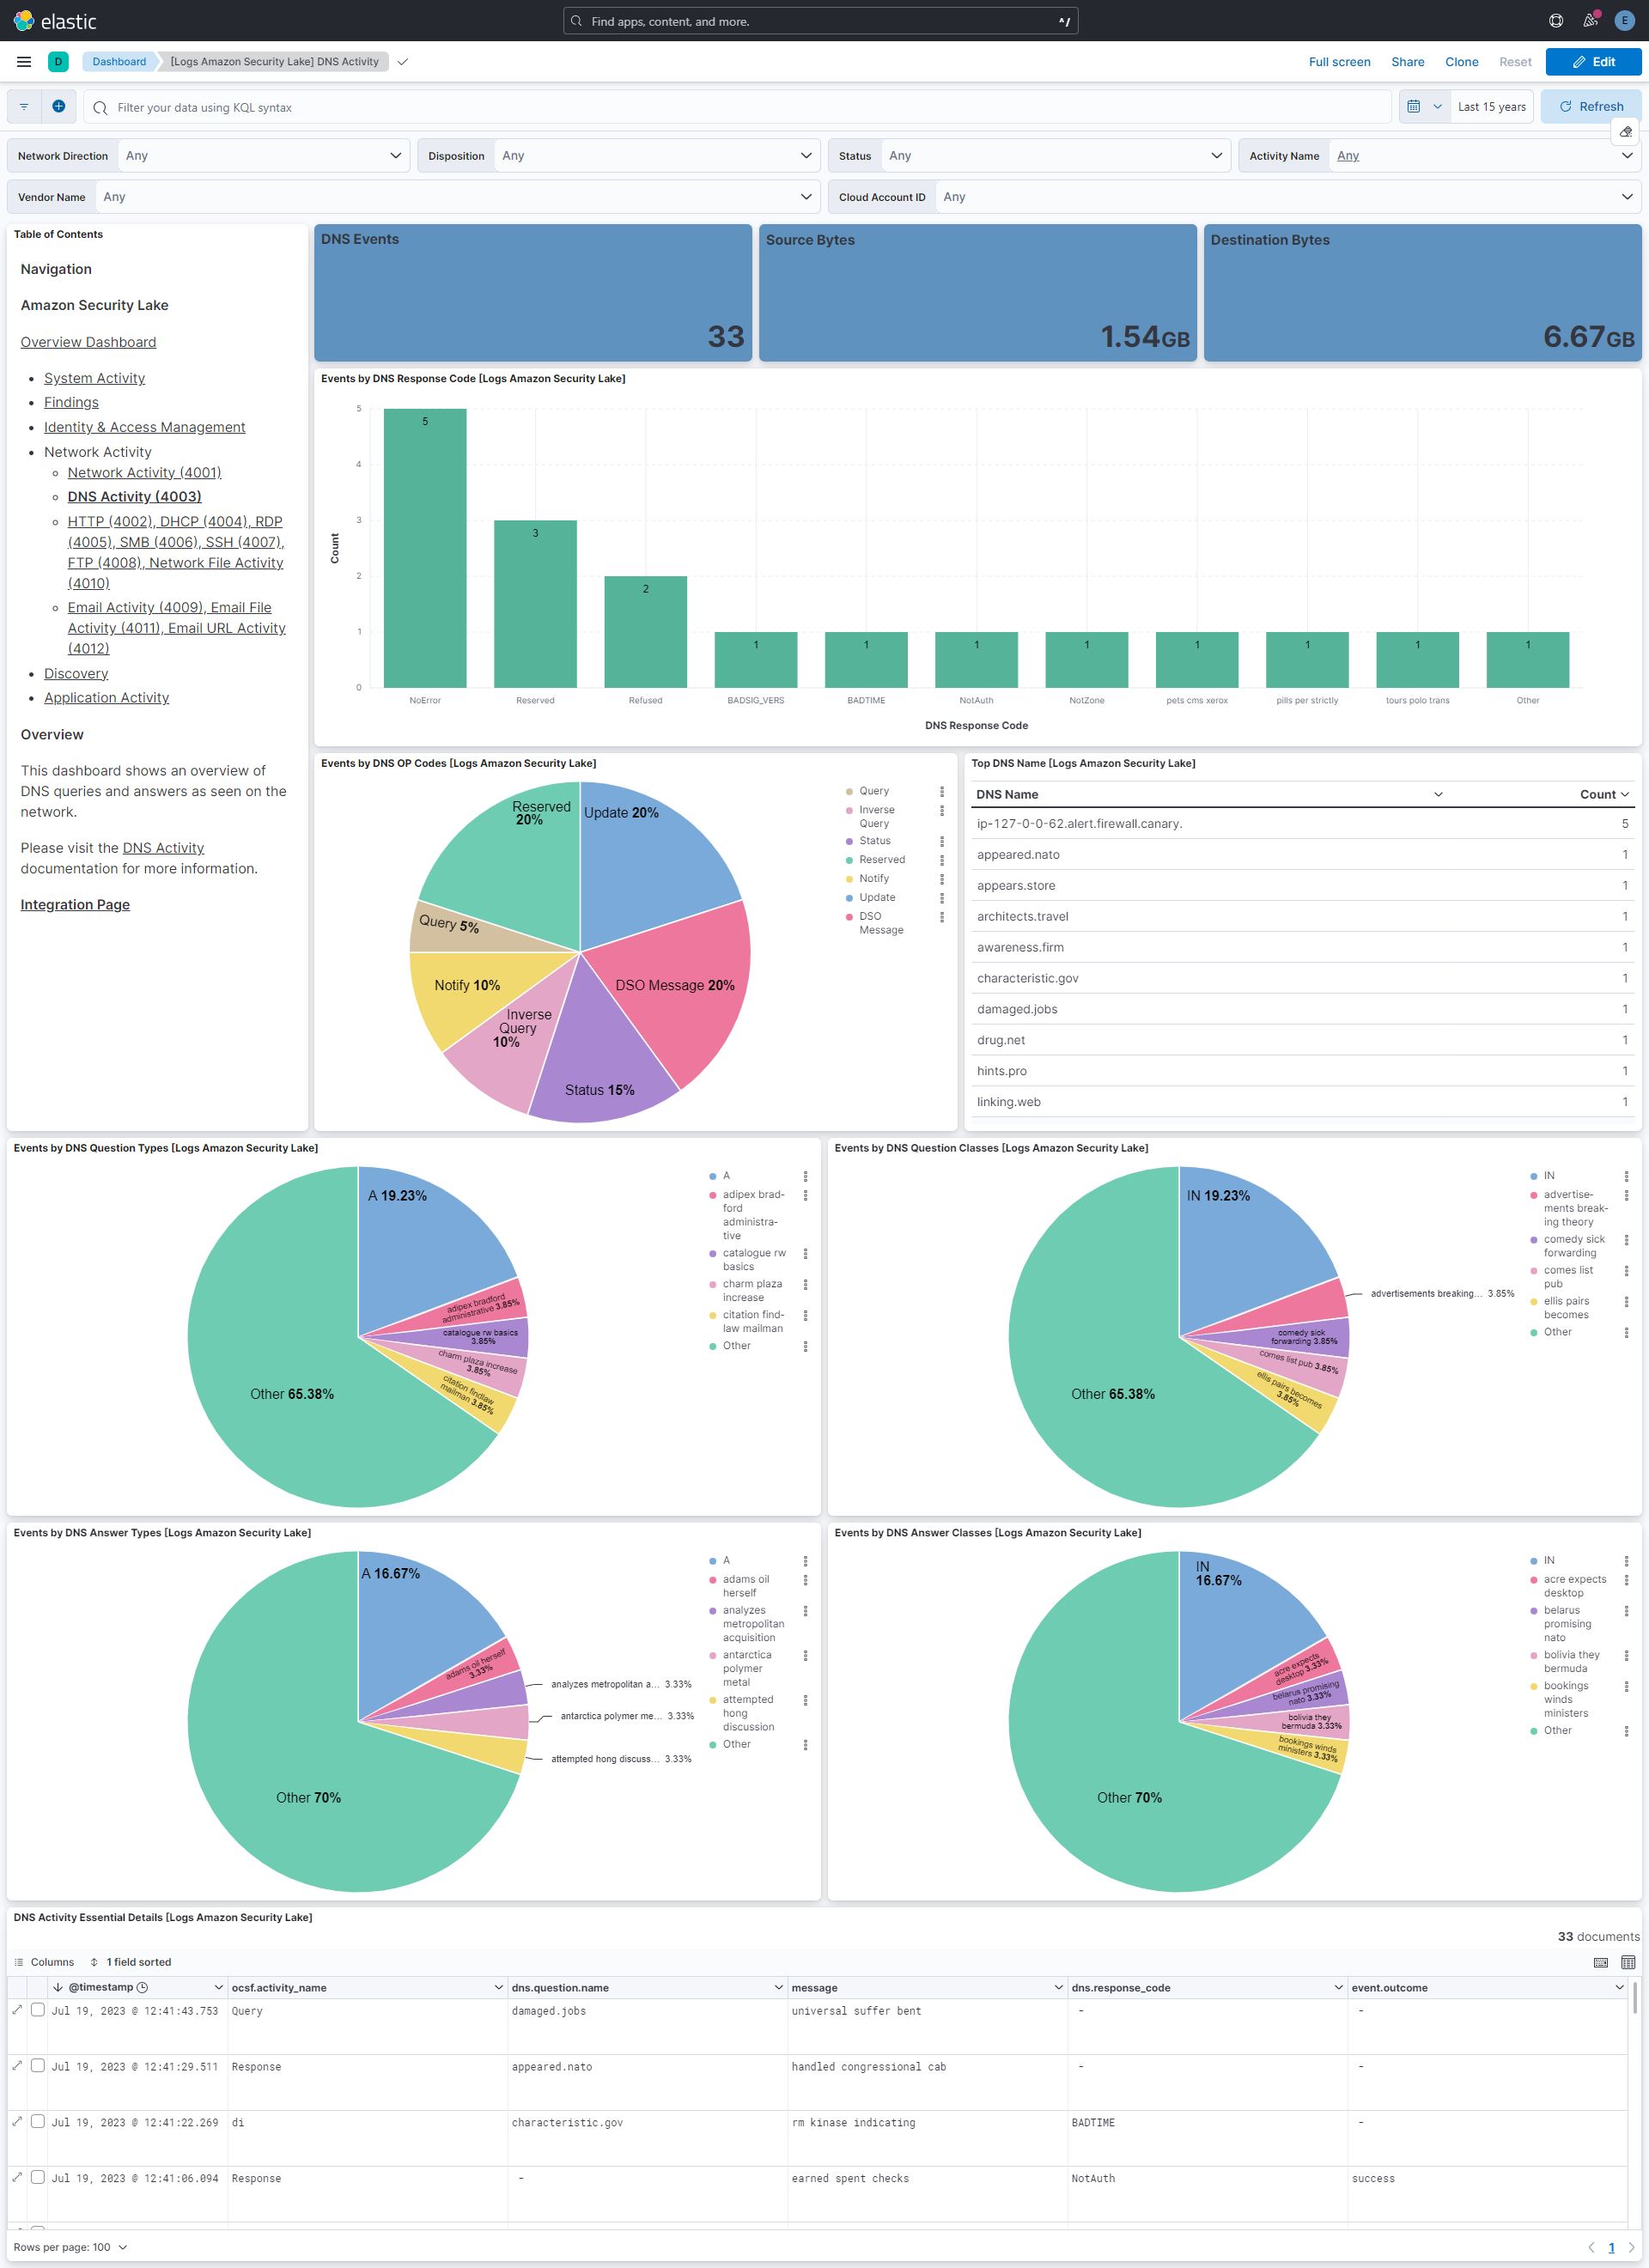 elastic
Find apps, content, and more.
^/
E
D
Dashboard
[Logs Amazon Security Lake] DNS Activity
Full screen
Share
Clone
Reset
Edit
Filter your data using KQL syntax
Last 15 years
Refresh
Network Direction Any
Disposition Any
Status Any
Activity Name Any
Vendor Name Any
Cloud Account ID Any
Table of Contents
Navigation
Amazon Security Lake
Overview Dashboard
System Activity
Findings
Identity & Access Management
Network Activity
Network Activity (4001)
DNS Activity (4003)
HTTP (4002), DHCP (4004), RDP
(4005), SMB (4006), SSH (4007),
FTP (4008), Network File Activity
(4010)
Email Activity (4009), Email File
Activity (4011), Email URL Activity
(4012)
Discovery
Application Activity
Overview
This dashboard shows an overview of
DNS queries and answers as seen on the
network.
Please visit the DNS Activity
documentation for more information.
Integration Page
DNS Events
33
Source Bytes
1.54GB
Destination Bytes
6.67GB
Events by DNS Response Code [Logs Amazon Security Lake]
Count
5
4
3
2
1
0
5
3
2
1
1
1
1
1
1
1
1
NoError
Reserved
Refused
BADSIG_VERS
BADTIME
NotAuth
NotZone
pets cms xerox
pills per strictly
tours polo trans
Other
DNS Response Code
Events by DNS OP Codes [Logs Amazon Security Lake]
Reserved
20%
Update 20%
Query 5%
DSO Message 20%
Notify 10%
Inverse
Query
10%
Status 15%
Query
Inverse
Query
Status
Reserved
Notify
Update
DSO
Message
Top DNS Name [Logs Amazon Security Lake]
DNS Name Count
ip-127-0-0-62.alert.firewall.canary. 5
appeared.nato 1
appears.store 1
architects.travel 1
awareness.firm 1
characteristic.gov 1
damaged.jobs 1
drug.net 1
hints.pro 1
linking.web 1
Events by DNS Question Types [Logs Amazon Security Lake]
A 19.23%
adipex bradford
administrative 3.85%
catalogue rw basics
3.85%
charm plaza increase
3.85%
citation findlaw
mailman 3.85%
Other 65.38%
A
adipex brad-
ford
administra-
tive
catalogue rw
basics
charm plaza
increase
citation find-
law mailman
Other
Events by DNS Question Classes [Logs Amazon Security Lake]
IN 19.23%
advertisements breaking... 3.85%
comedy sick
forwarding 3.85%
comes list pub 3.85%
ellis pairs becomes
3.85%
Other 65.38%
IN
advertise-
ments break-
ing theory
comedy sick
forwarding
comes list
pub
ellis pairs
becomes
Other
Events by DNS Answer Types [Logs Amazon Security Lake]
A 16.67%
adams oil herself
3.33%
analyzes metropolitan a... 3.33%
antarctica polymer me... 3.33%
attempted hong discuss... 3.33%
Other 70%
A
adams oil
herself
analyzes
metropolitan
acquisition
antarctica
polymer
metal
attempted
hong
discussion
Other
Events by DNS Answer Classes [Logs Amazon Security Lake]
IN
16.67%
acre expects
desktop 3.33%
belarus promising
nato 3.33%
bolivia they
bermuda 3.33%
bookings winds
ministers 3.33%
Other 70%
IN
acre expects
desktop
belarus
promising
nato
bolivia they
bermuda
bookings
winds
ministers
Other
DNS Activity Essential Details [Logs Amazon Security Lake]
33 documents
Columns 1 field sorted
@timestamp ocsf.activity_name dns.question.name message dns.response_code event.outcome
Jul 19, 2023 @ 12:41:43.753 Query damaged.jobs universal suffer bent - -
Jul 19, 2023 @ 12:41:29.511 Response appeared.nato handled congressional cab - -
Jul 19, 2023 @ 12:41:22.269 di characteristic.gov rm kinase indicating BADTIME -
Jul 19, 2023 @ 12:41:06.094 Response - earned spent checks NotAuth success
Rows per page: 100
1